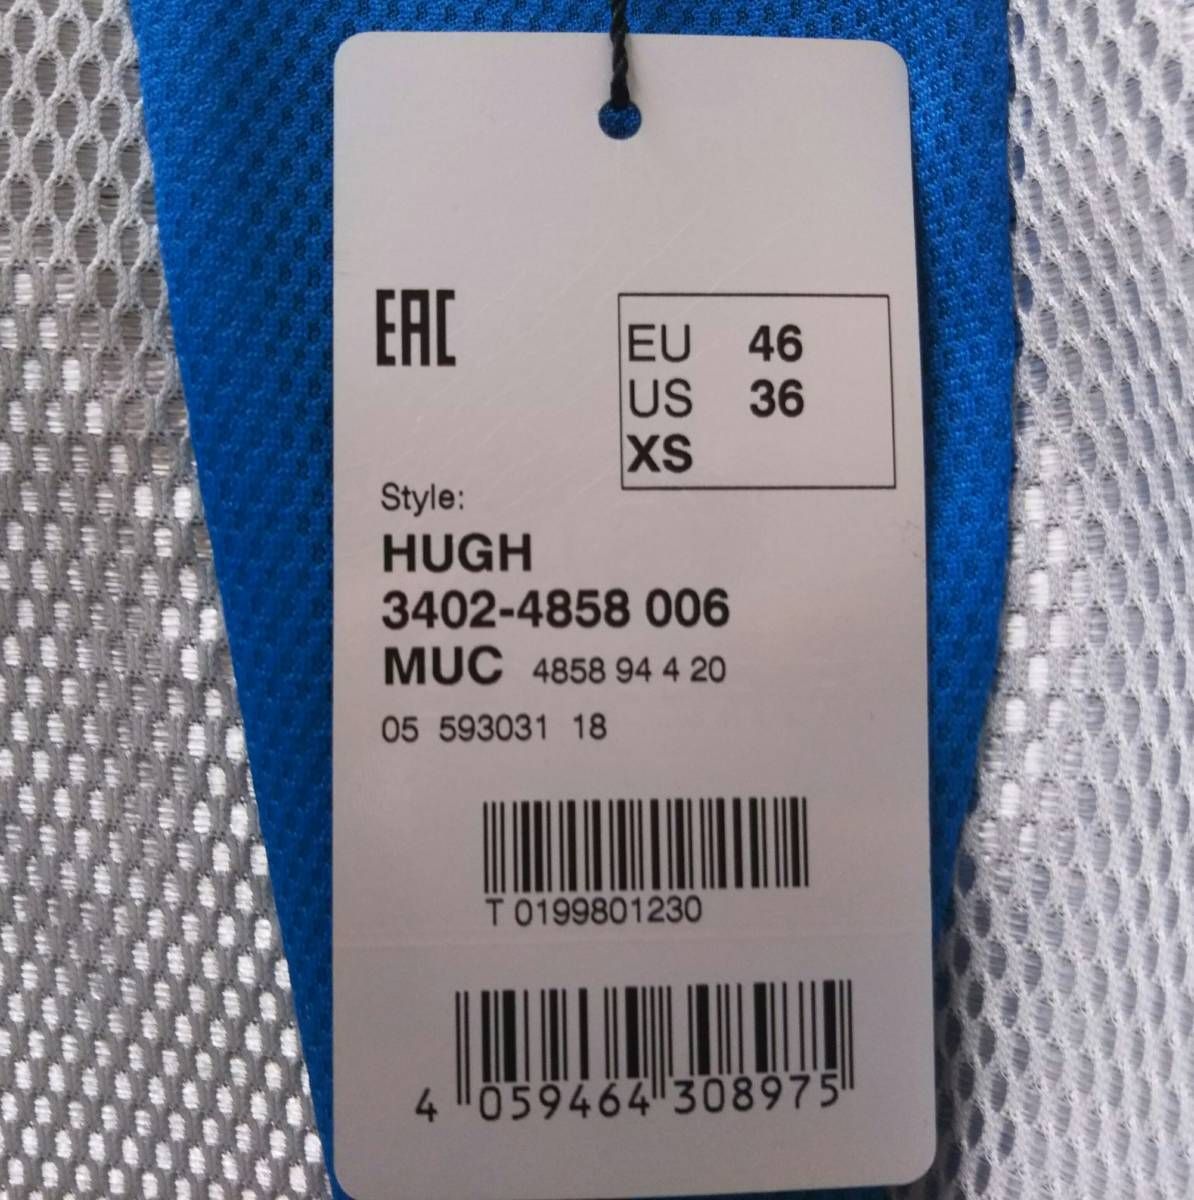 EAC
EU 46
US 36
XS
Style:
HUGH
3402-4858 006
MUC 4858 94 4 20
05 593031 18
T 0199801230
4 059464 308975